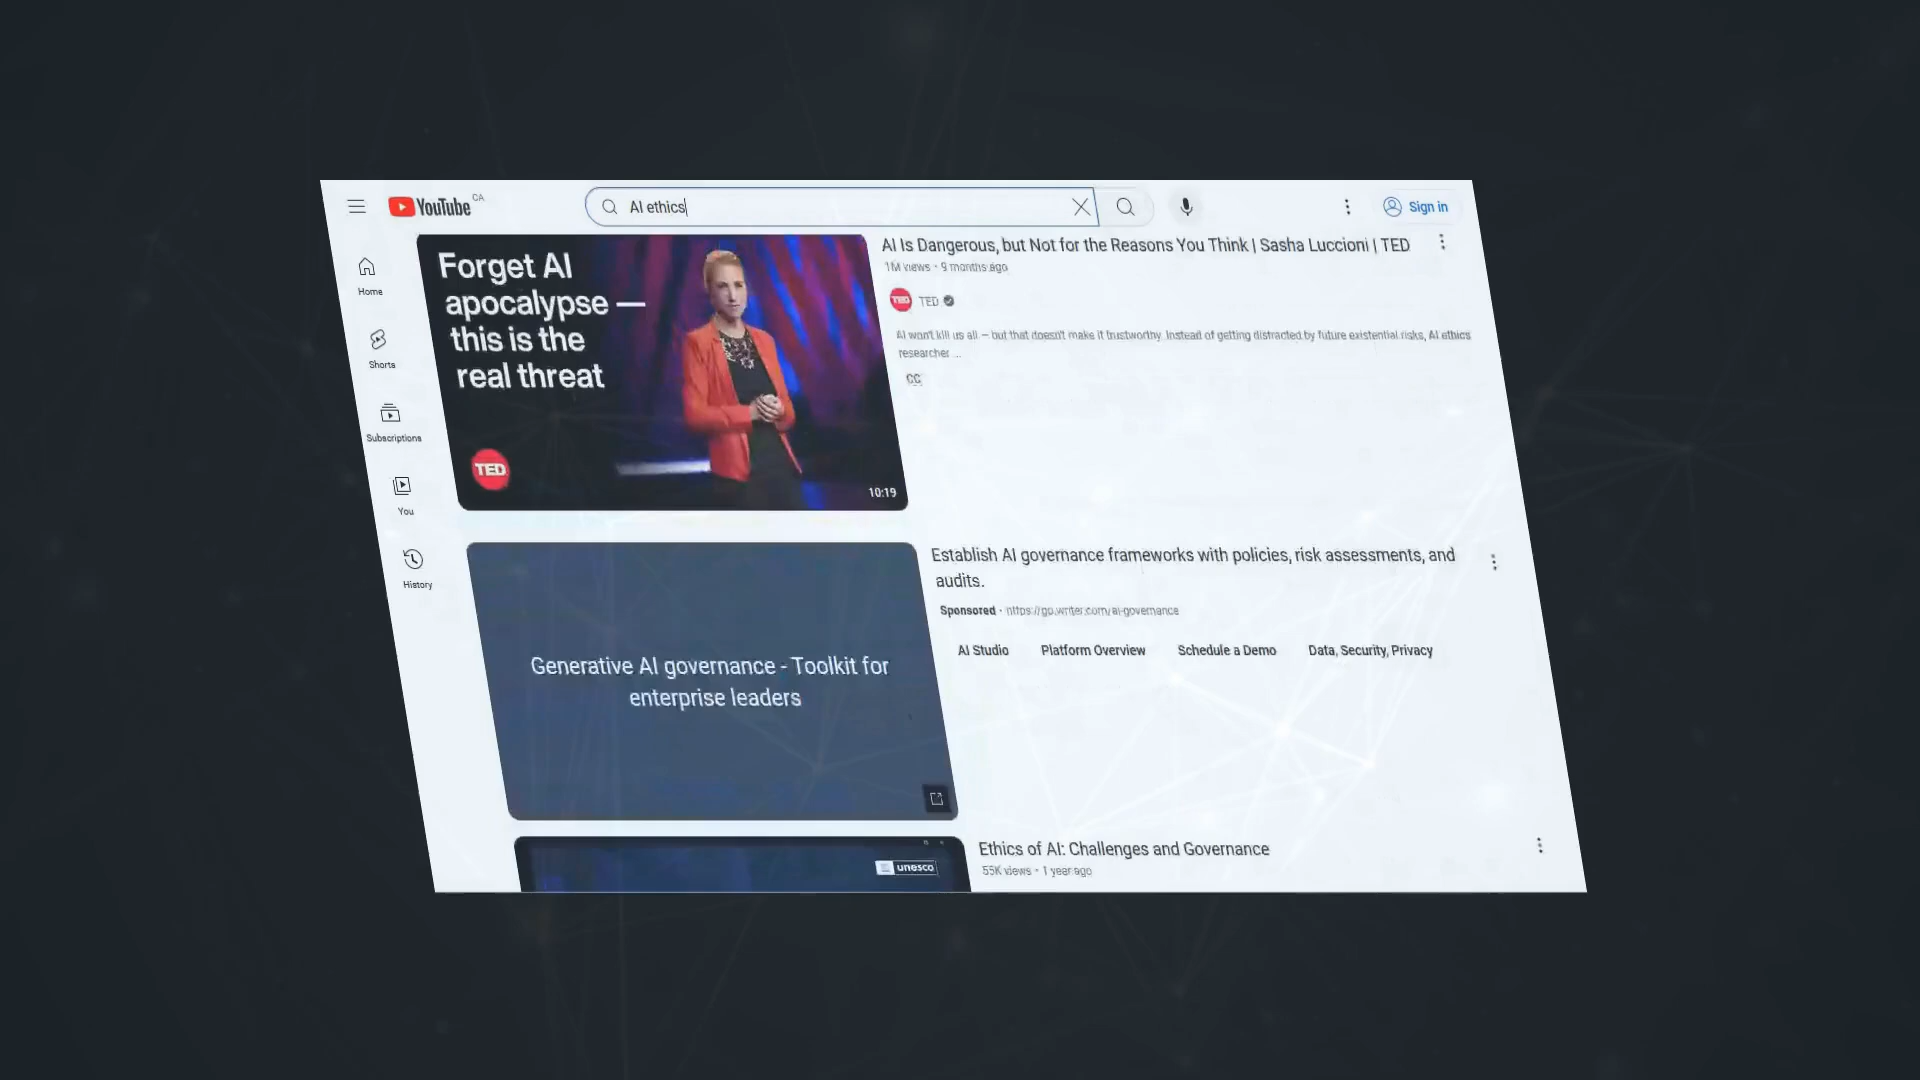 YouTube CA
AI ethics
Sign in
Home
Shorts
Subscriptions
You
History
Forget AI
apocalypse —
this is the
real threat
TED
10:19
AI Is Dangerous, but Not for the Reasons You Think | Sasha Luccioni | TED
1M views · 9 months ago
TED
TED
AI won't kill us all — but that doesn't make it trustworthy. Instead of getting distracted by future existential risks, AI ethics
researcher ...
CC
Generative AI governance - Toolkit for
enterprise leaders
Establish AI governance frameworks with policies, risk assessments, and
audits.
Sponsored · https://go.writer.com/ai-governance
AI Studio Platform Overview Schedule a Demo Data, Security, Privacy
unesco
Ethics of AI: Challenges and Governance
55K views · 1 year ago